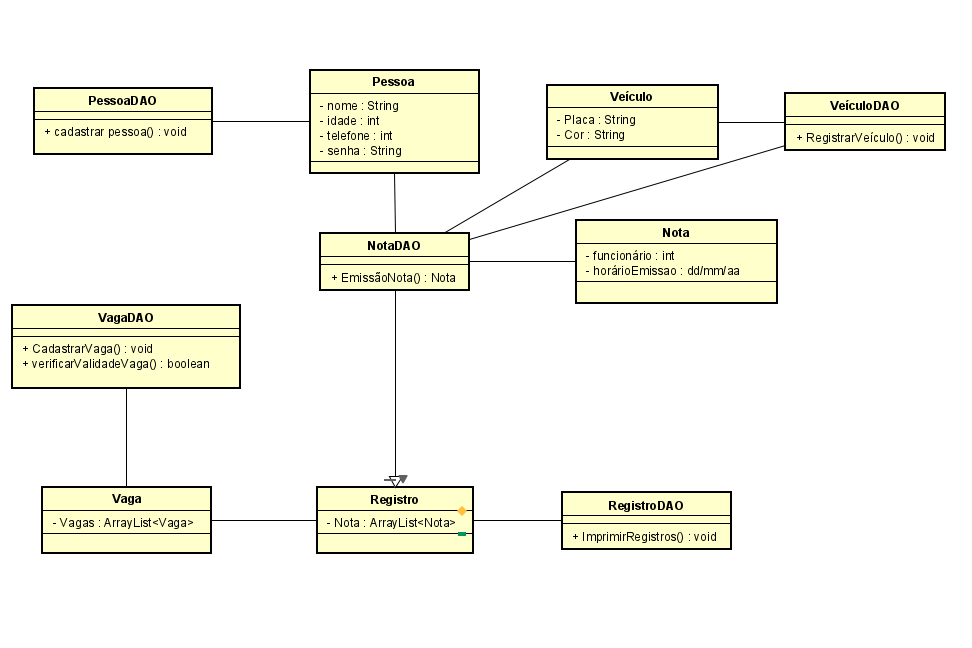 PessoaDAO
+ cadastrar pessoa() : void
Pessoa
- nome : String
- idade : int
- telefone : int
- senha : String
Veículo
- Placa : String
- Cor : String
VeículoDAO
+ RegistrarVeículo() : void
NotaDAO
+ EmissãoNota() : Nota
Nota
- funcionário : int
- horárioEmissao : dd/mm/aa
VagaDAO
+ CadastrarVaga() : void
+ verificarValidadeVaga() : boolean
Vaga
- Vagas : ArrayList<Vaga>
Registro
- Nota : ArrayList<Nota>
RegistroDAO
+ ImprimirRegistros() : void